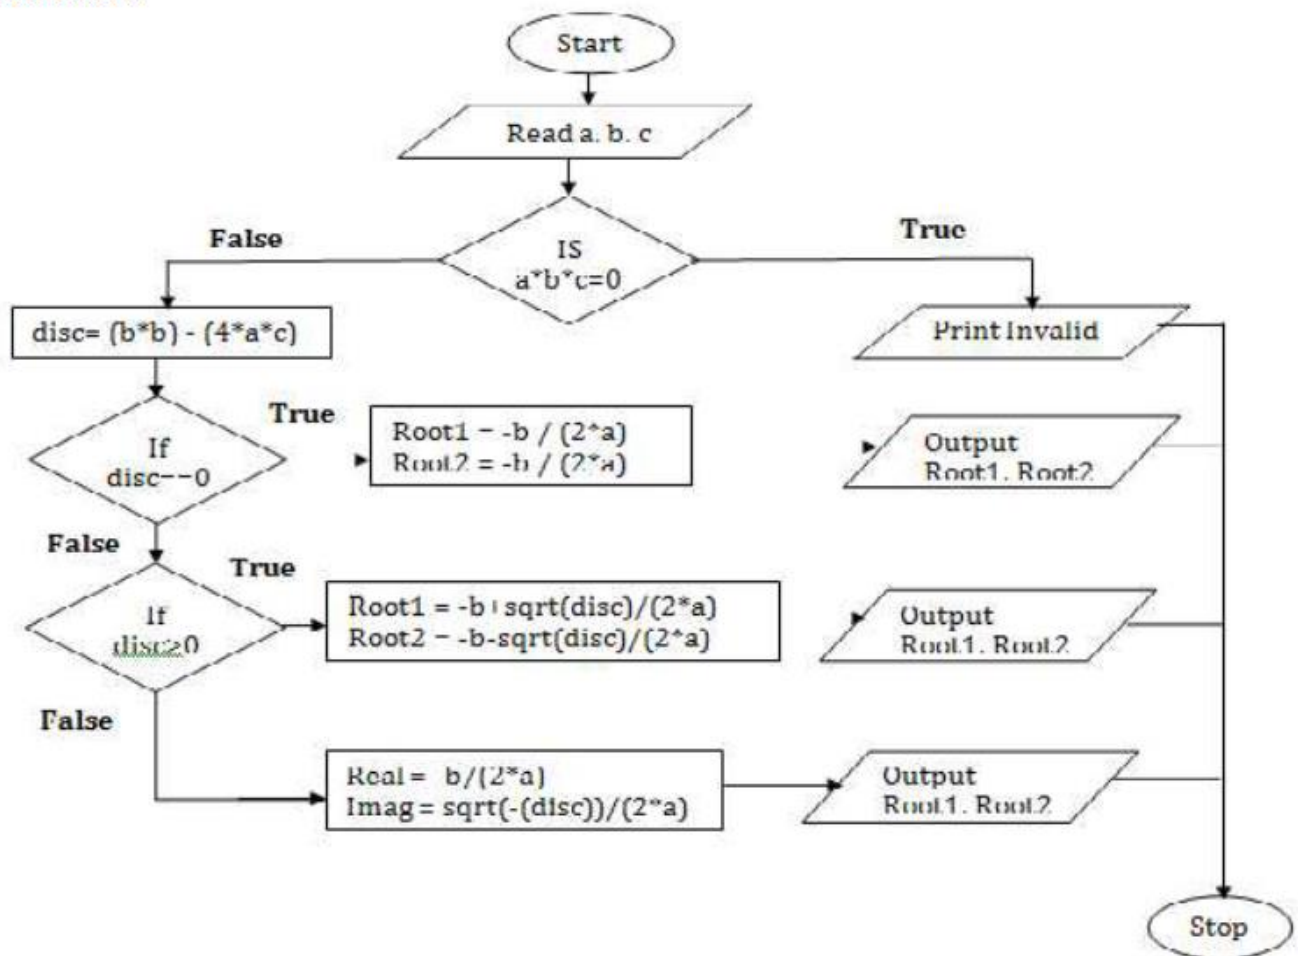 Start
Read a, b, c
False
True
IS
a*b*c=0
disc= (b*b) - (4*a*c)
Print Invalid
True
If
disc==0
Root1 = -b / (2*a)
Root2 = -b / (2*a)
Output
Root1, Root2
False
True
If
disc>0
Root1 = -b+sqrt(disc)/(2*a)
Root2 = -b-sqrt(disc)/(2*a)
Output
Root1, Root2
False
Real = b/(2*a)
Imag = sqrt(-(disc))/(2*a)
Output
Root1, Root2
Stop